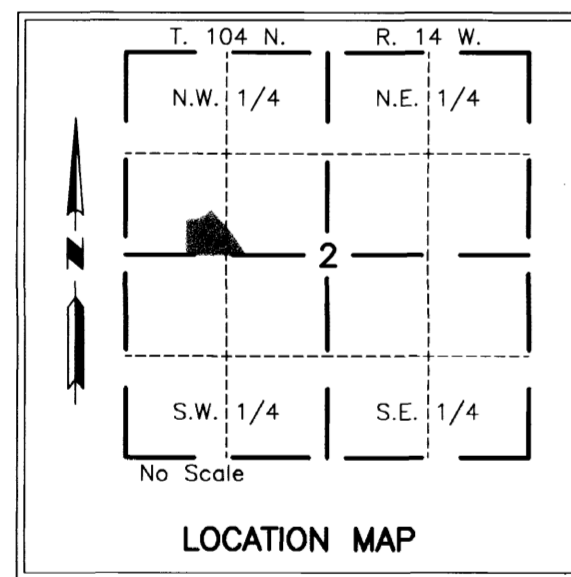 T. 104 N. R. 14 W.
N.W. 1/4 N.E. 1/4
N
2
S.W. 1/4 S.E. 1/4
No Scale
LOCATION MAP